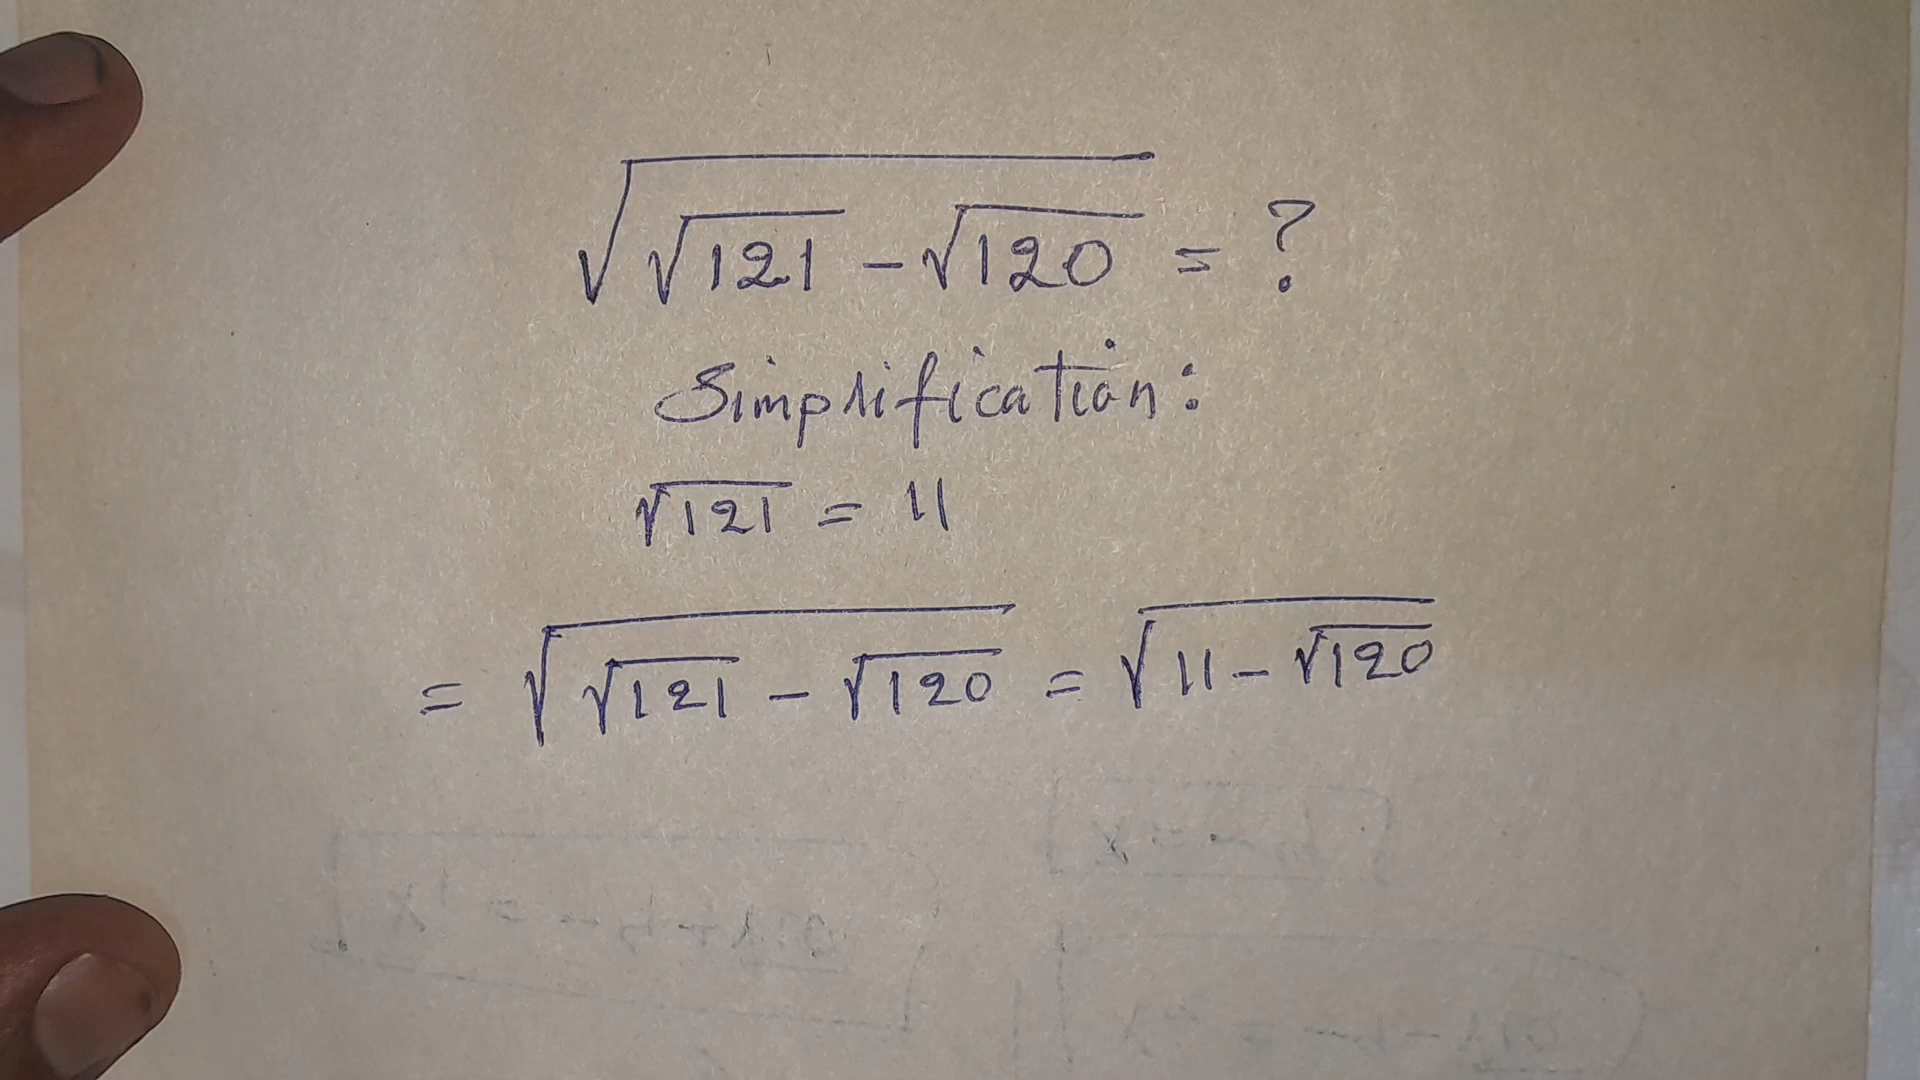 √(√121 - √120) = ?
Simplification:
√121 = 11
= √(√121 - √120) = √(11 - √120)